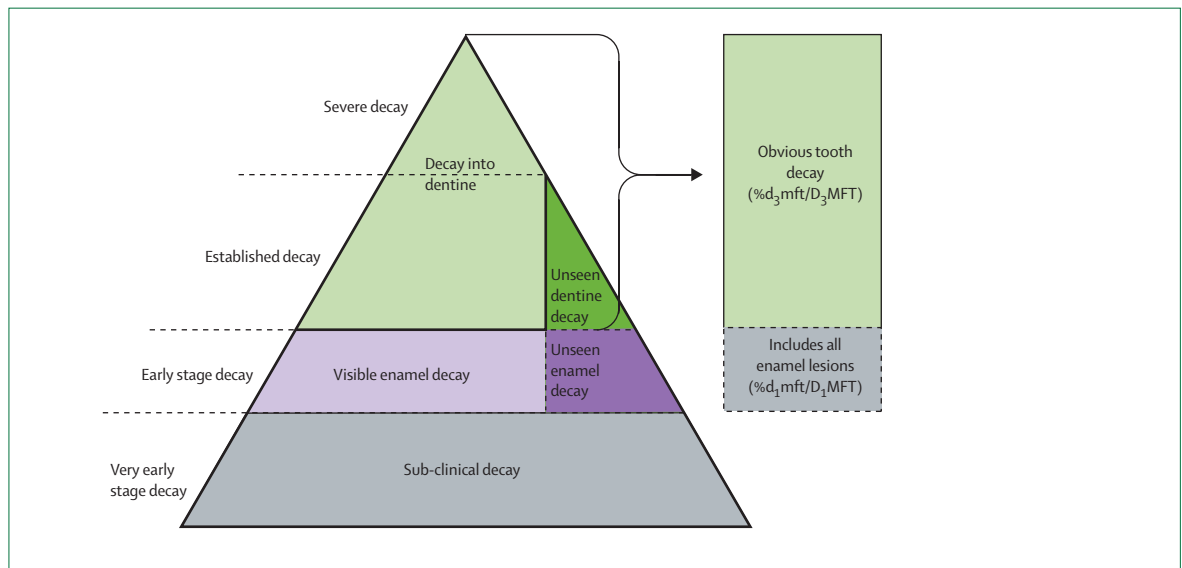 Severe decay
Decay into
dentine
Established decay
Unseen
dentine
decay
Early stage decay
Visible enamel decay
Unseen
enamel
decay
Very early
stage decay
Sub-clinical decay
Obvious tooth
decay
(%d3mft/D3MFT)
Includes all
enamel lesions
(%d1mft/D1MFT)